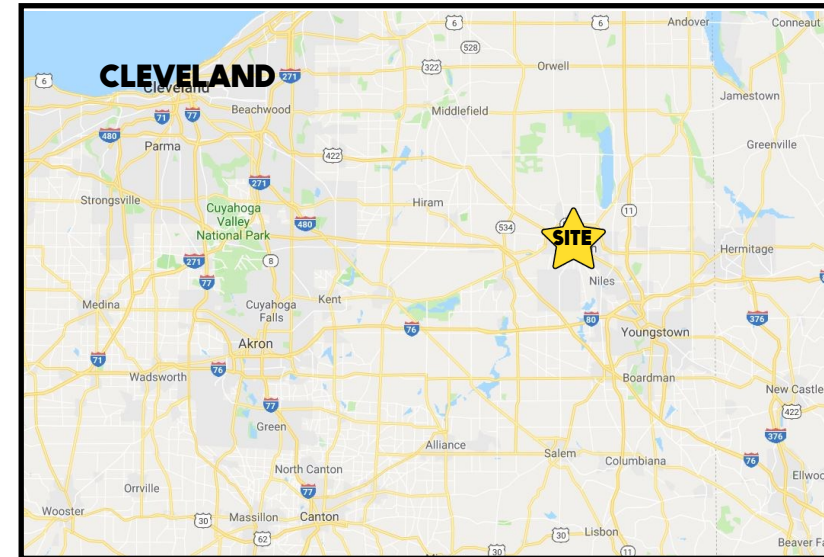 6
6
Andover
Conneaut
528
CLEVELAND
Cleveland
271
322
Orwell
6
Jamestown
Beachwood
Middlefield
71
77
480
Parma
Greenville
422
271
Strongsville
Hiram
11
Cuyahoga
Valley
National Park
480
534
SITE
Hermitage
271
8
77
Niles
Medina
Cuyahoga
Falls
Kent
76
80
376
Youngstown
Akron
71
76
Wadsworth
Boardman
77
New Castle
422
Green
376
Alliance
Salem
Columbiana
76
North Canton
Orrville
77
Wooster
30
Massillon
Canton
62
30
Lisbon
30
11